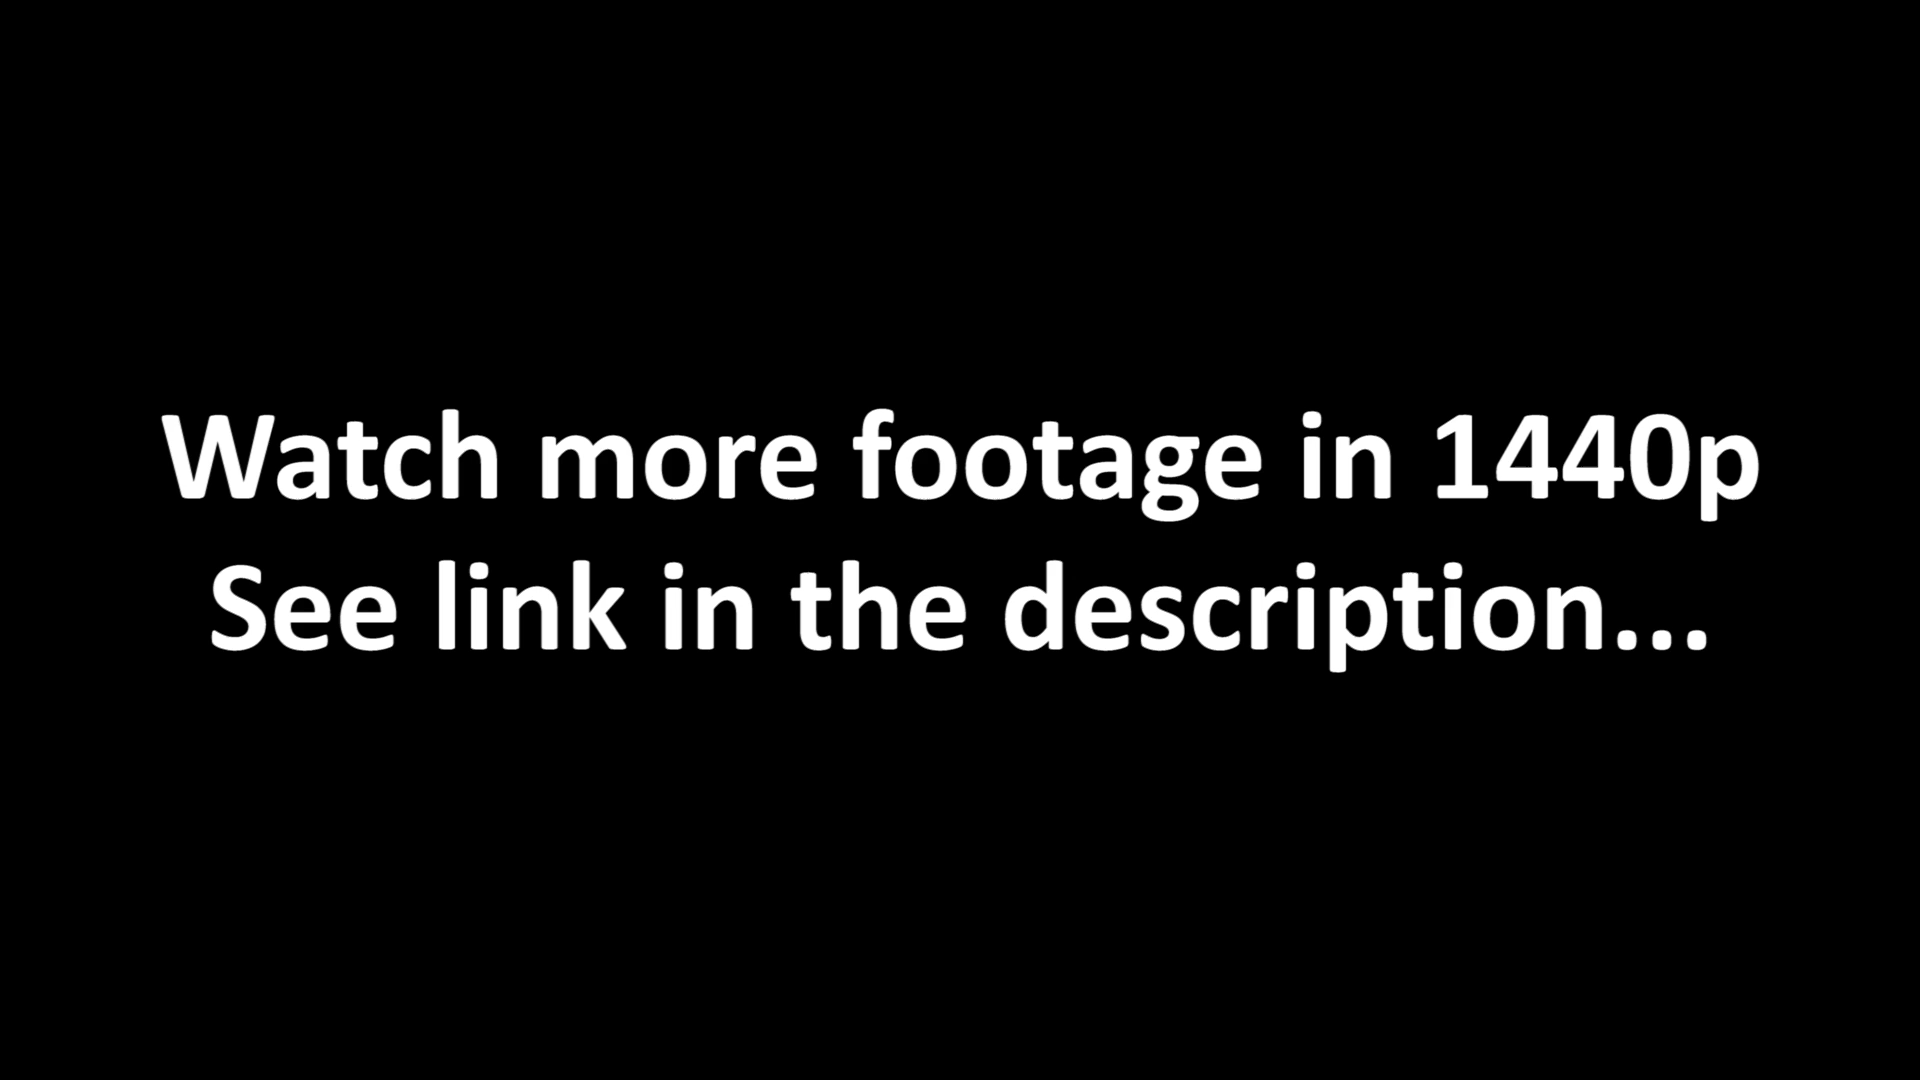 Watch more footage in 1440p
See link in the description...